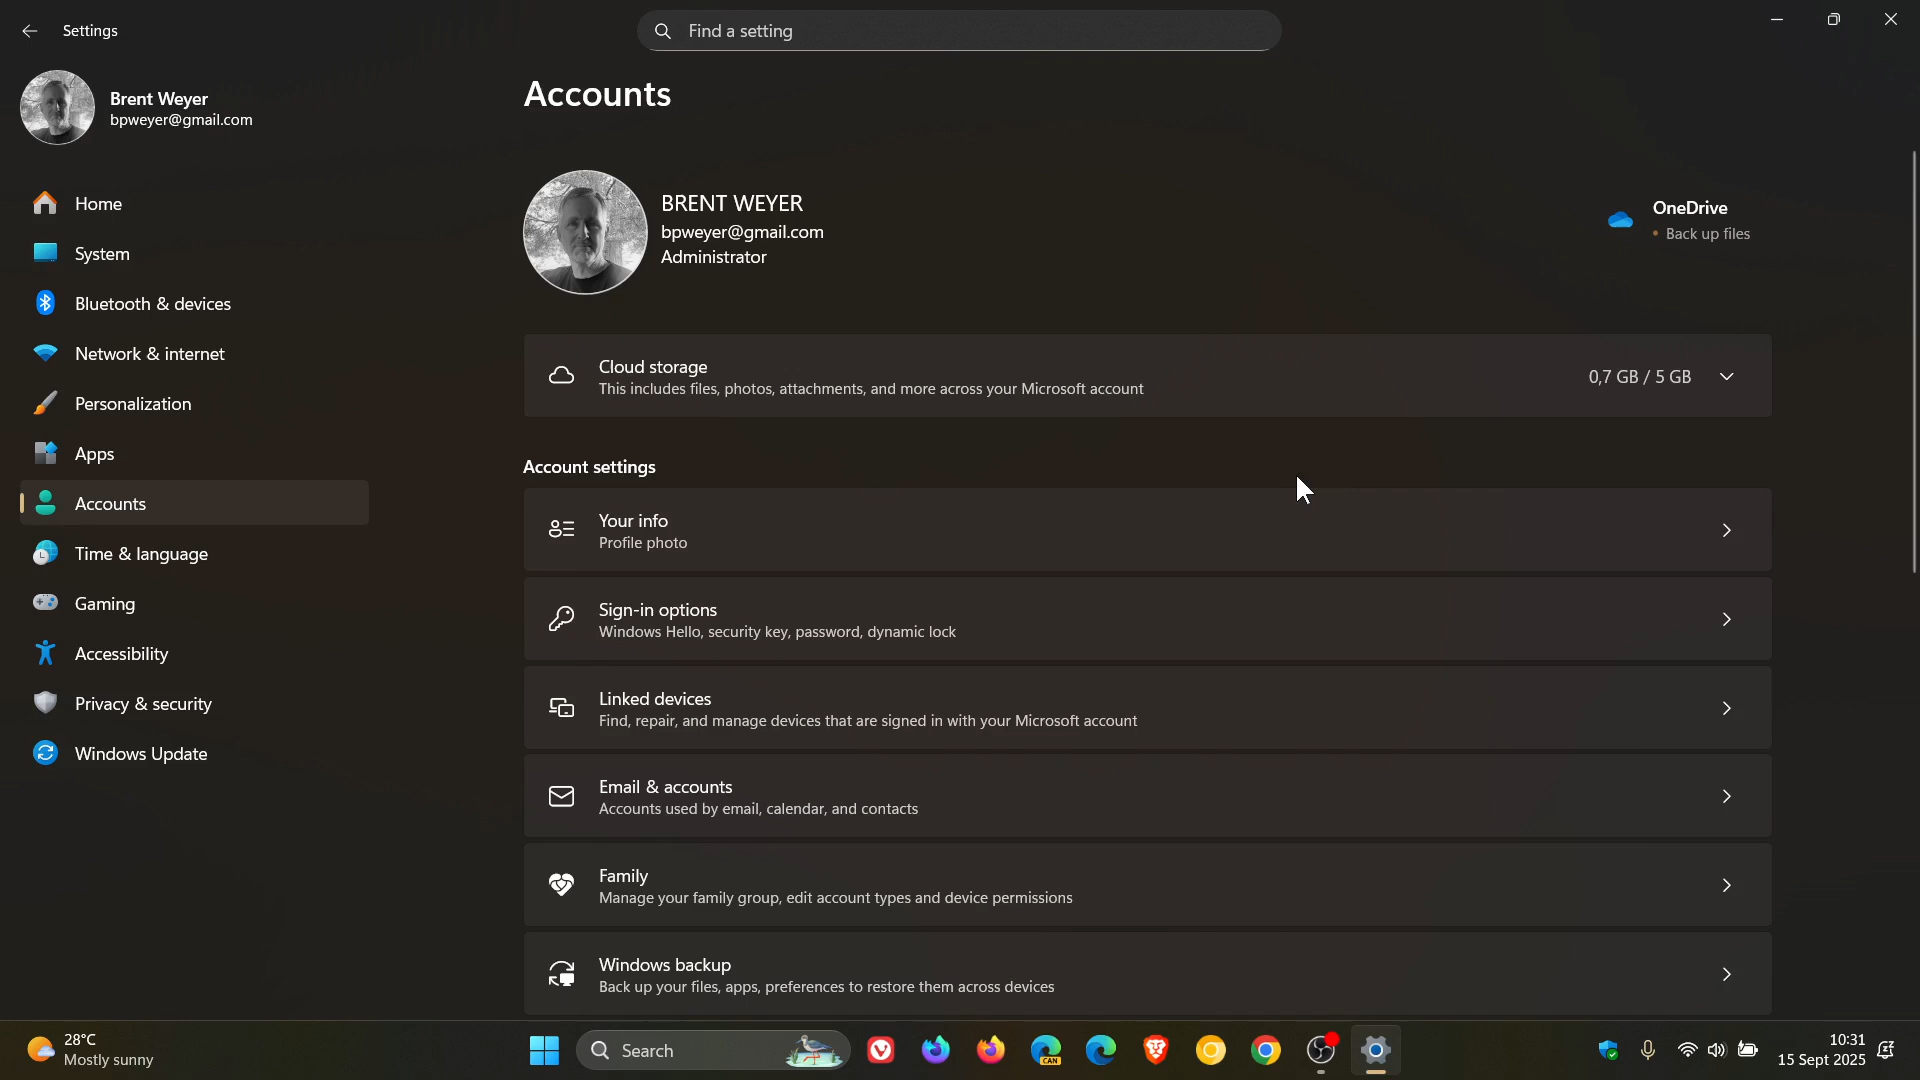 Settings
Find a setting
Brent Weyer
bpweyer@gmail.com
Home
System
Bluetooth & devices
Network & internet
Personalization
Apps
Accounts
Time & language
Gaming
Accessibility
Privacy & security
Windows Update
Accounts
BRENT WEYER
bpweyer@gmail.com
Administrator
OneDrive
• Back up files
Cloud storage
This includes files, photos, attachments, and more across your Microsoft account
0,7 GB / 5 GB
Account settings
Your info
Profile photo
Sign-in options
Windows Hello, security key, password, dynamic lock
Linked devices
Find, repair, and manage devices that are signed in with your Microsoft account
Email & accounts
Accounts used by email, calendar, and contacts
Family
Manage your family group, edit account types and device permissions
Windows backup
Back up your files, apps, preferences to restore them across devices
28°C
Mostly sunny
Search
CAN
10:31
15 Sept 2025